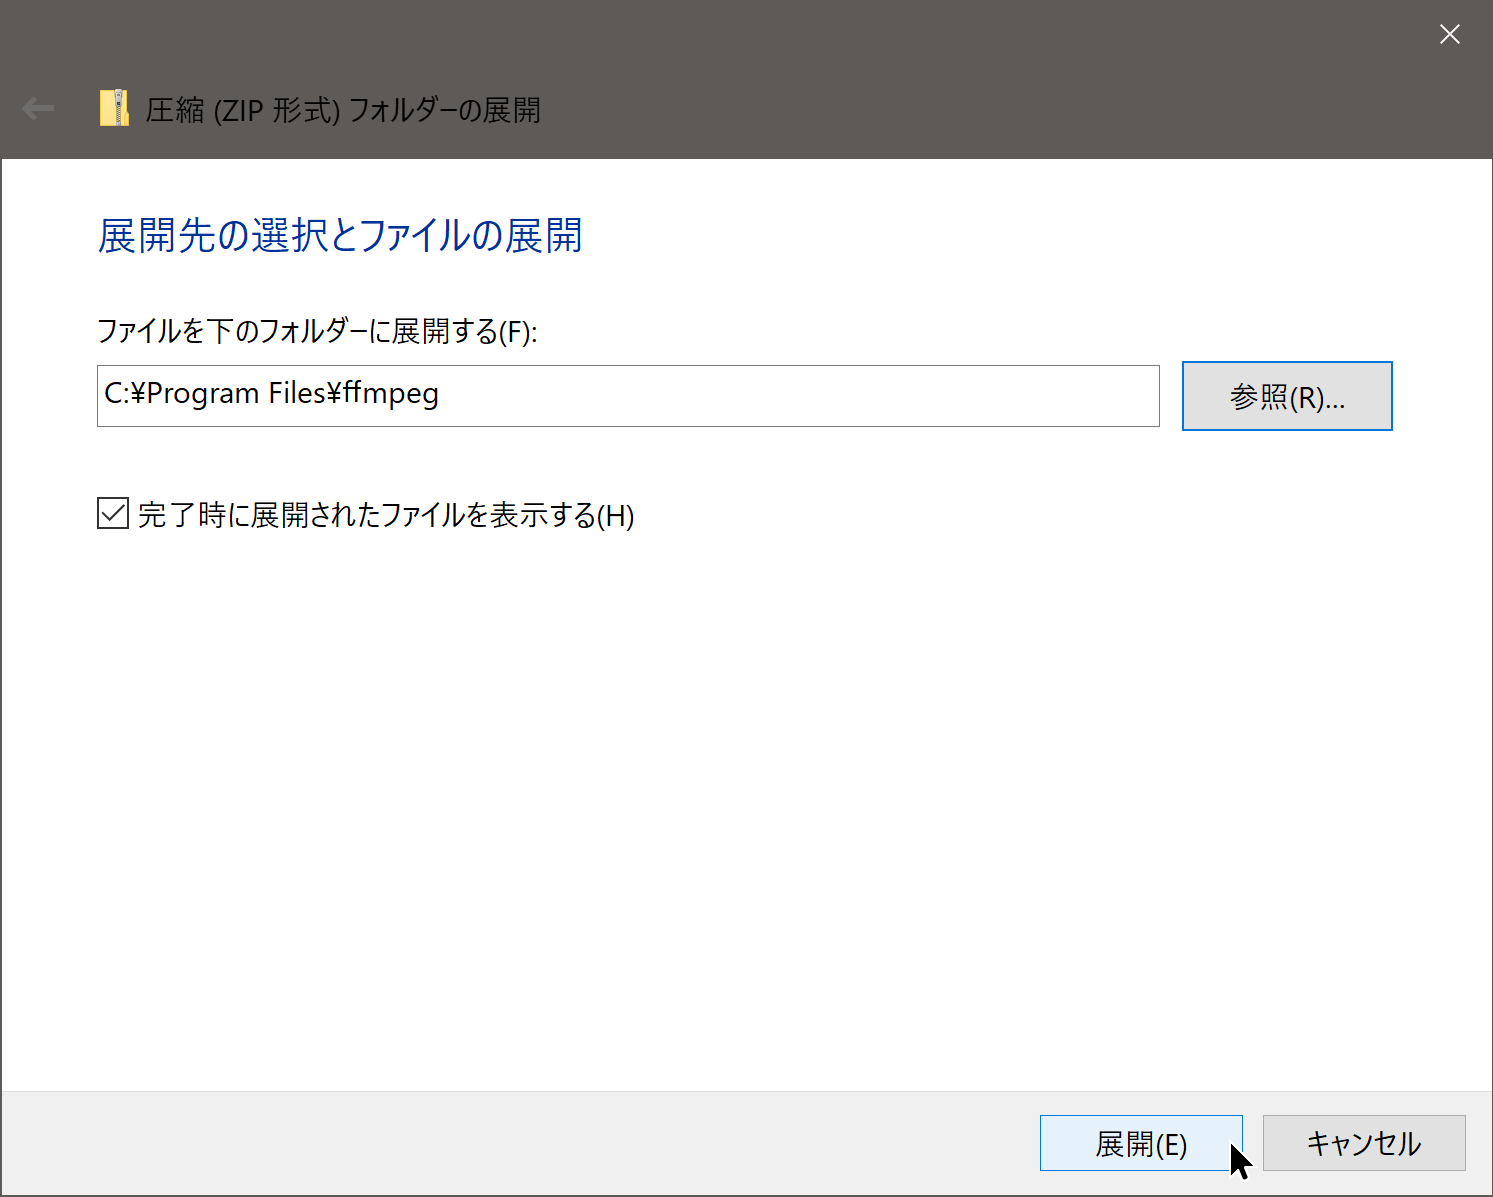 圧縮 (ZIP 形式) フォルダーの展開
展開先の選択とファイルの展開
ファイルを下のフォルダーに展開する(F):
C:¥Program Files¥ffmpeg
参照(R)...
完了時に展開されたファイルを表示する(H)
展開(E)
キャンセル